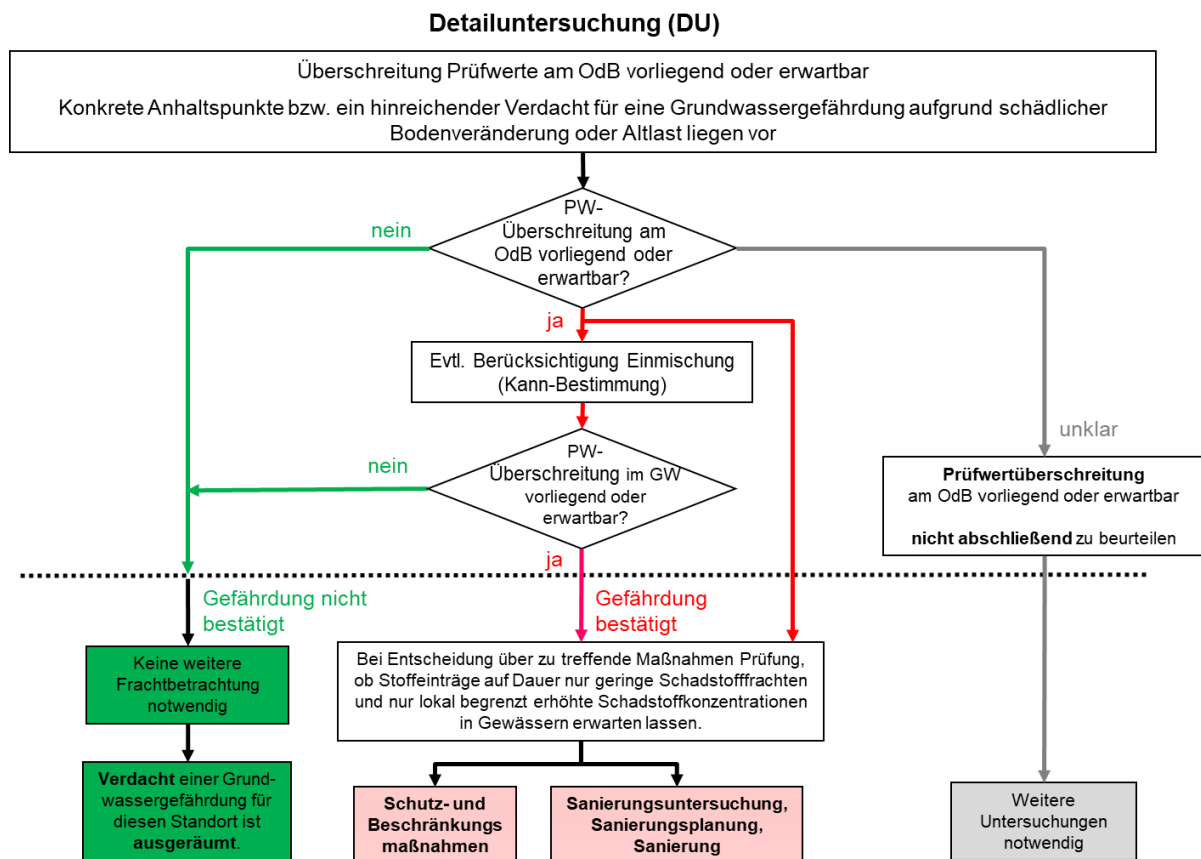 Detailuntersuchung (DU)
Überschreitung Prüfwerte am OdB vorliegend oder erwartbar
Konkrete Anhaltspunkte bzw. ein hinreichender Verdacht für eine Grundwassergefährdung aufgrund schädlicher
Bodenveränderung oder Altlast liegen vor
PW-
Überschreitung am
OdB vorliegend oder
erwartbar?
nein
ja
Evtl. Berücksichtigung Einmischung
(Kann-Bestimmung)
unklar
PW-
Überschreitung im GW
vorliegend oder
erwartbar?
nein
ja
Prüfwertüberschreitung
am OdB vorliegend oder erwartbar
nicht abschließend zu beurteilen
Gefährdung nicht
bestätigt
Gefährdung
bestätigt
Keine weitere
Frachtbetrachtung
notwendig
Bei Entscheidung über zu treffende Maßnahmen Prüfung,
ob Stoffeinträge auf Dauer nur geringe Schadstofffrachten
und nur lokal begrenzt erhöhte Schadstoffkonzentrationen
in Gewässern erwarten lassen.
Verdacht einer Grund-
wassergefährdung für
diesen Standort ist
ausgeräumt.
Schutz- und
Beschränkungs
maßnahmen
Sanierungsuntersuchung,
Sanierungsplanung,
Sanierung
Weitere
Untersuchungen
notwendig